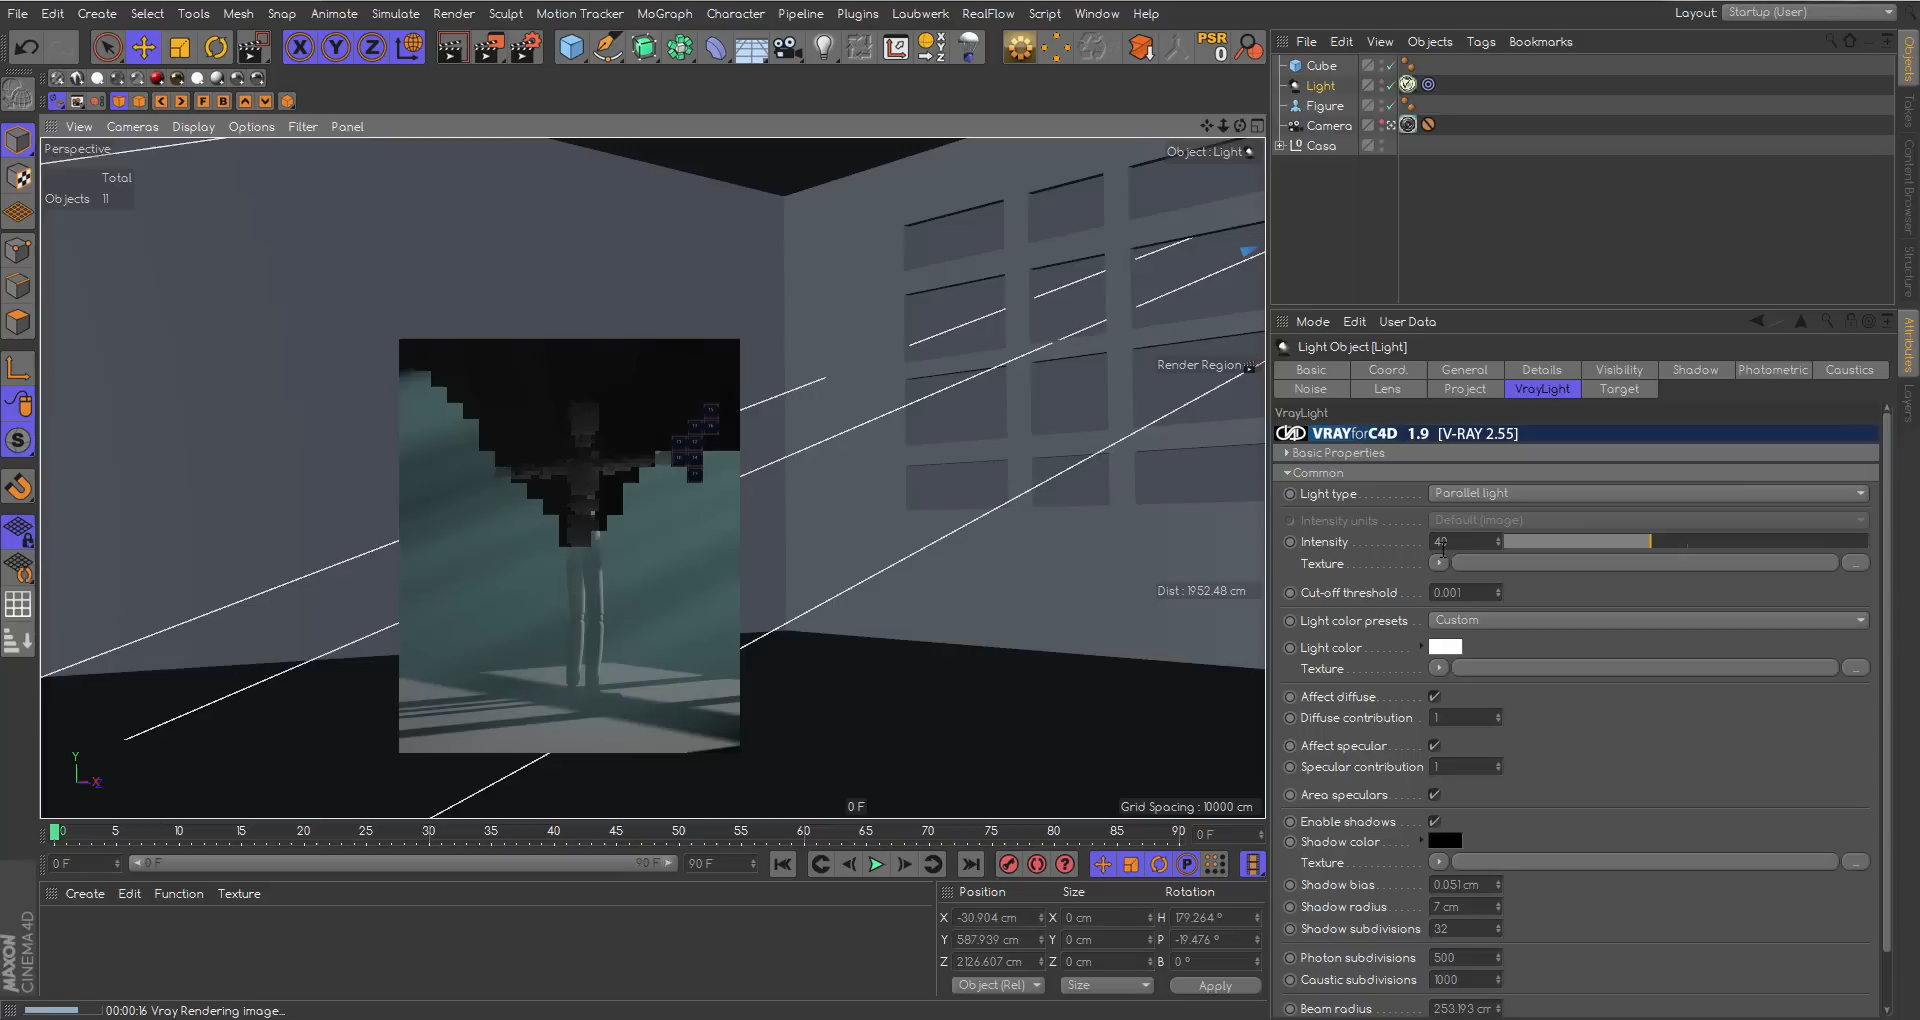 File Edit Create Select Tools Mesh Snap Animate Simulate Render Sculpt Motion Tracker MoGraph Character Pipeline Plugins Laubwerk RealFlow Script Window Help Layout: Startup (User)
X Y Z PSR 0
F B
File Edit View Objects Tags Bookmarks
Cube
Light
Figure
Camera
Casa
Objects
Takes
Content Browser
Structure
View Cameras Display Options Filter Panel
Perspective
Object : Light
Total
Objects 11
Render Region
Dist : 1952.48 cm
Y
X
0 F
Grid Spacing : 10000 cm
Mode Edit User Data
Attributes
Layers
Light Object [Light]
Basic Coord. General Details Visibility Shadow Photometric Caustics
Noise Lens Project VrayLight Target
VrayLight
VRAYforC4D 1.9 [V-RAY 2.55]
Basic Properties
Common
Light type Parallel light
Intensity units Default (image)
Intensity 40
Texture ...
Cut-off threshold 0.001
Light color presets Custom
Light color
Texture ...
Affect diffuse
Diffuse contribution 1
Affect specular
Specular contribution 1
Area speculars
Enable shadows
Shadow color
Texture ...
Shadow bias 0.051 cm
Shadow radius 7 cm
Shadow subdivisions 32
Photon subdivisions 500
Caustic subdivisions 1000
Beam radius 253.193 cm
0 5 10 15 20 25 30 35 40 45 50 55 60 65 70 75 80 85 90 0 F
0 F 0 F 90 F 90 F
Create Edit Function Texture
Position Size Rotation
X -30.904 cm X 0 cm H 179.264 °
Y 587.939 cm Y 0 cm P -19.476 °
Z 2126.607 cm Z 0 cm B 0 °
Object (Rel) Size Apply
MAXON CINEMA 4D
00:00:16 Vray Rendering image...